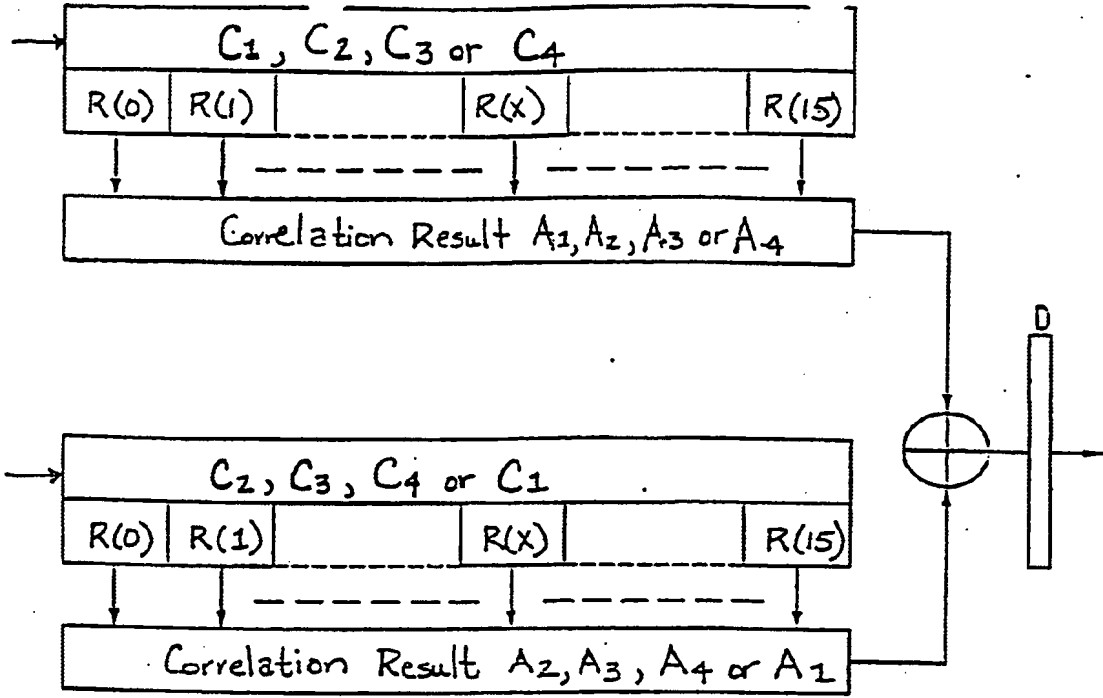 C1, C2, C3 or C4
R(0) R(1) R(X) R(15)
Correlation Result A1, A2, A3 or A4
D
C2, C3, C4 or C1
R(0) R(1) R(X) R(15)
Correlation Result A2, A3, A4 or A1